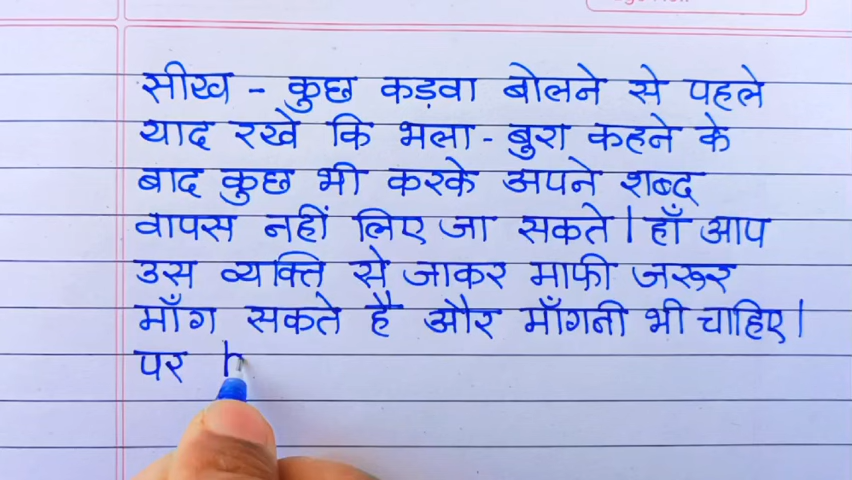 सीख - कुछ कड़वा बोलने से पहले
याद रखे कि भला - बुरा कहने के
बाद कुछ भी करके अपने शब्द
वापस नहीं लिए जा सकते। हाँ आप
उस व्यक्ति से जाकर माफी जरूर
माँग सकते है और माँगनी भी चाहिए।
पर